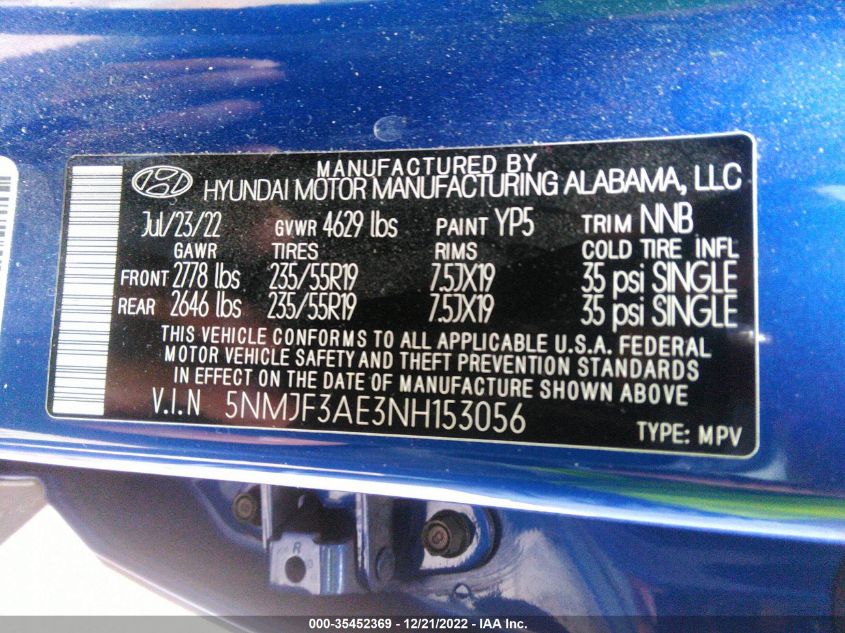 MANUFACTURED BY
HYUNDAI MOTOR MANUFACTURING ALABAMA, LLC
Jul/23/22 GVWR 4629 lbs PAINT YP5 TRIM NNB
GAWR TIRES RIMS COLD TIRE INFL
FRONT 2778 lbs 235/55R19 7.5JX19 35 psi SINGLE
REAR 2646 lbs 235/55R19 7.5JX19 35 psi SINGLE
THIS VEHICLE CONFORMS TO ALL APPLICABLE U.S.A. FEDERAL
MOTOR VEHICLE SAFETY AND THEFT PREVENTION STANDARDS
IN EFFECT ON THE DATE OF MANUFACTURE SHOWN ABOVE
V.I.N 5NMJF3AE3NH153056
TYPE: MPV
R
000-35452369 - 12/21/2022 - IAA Inc.